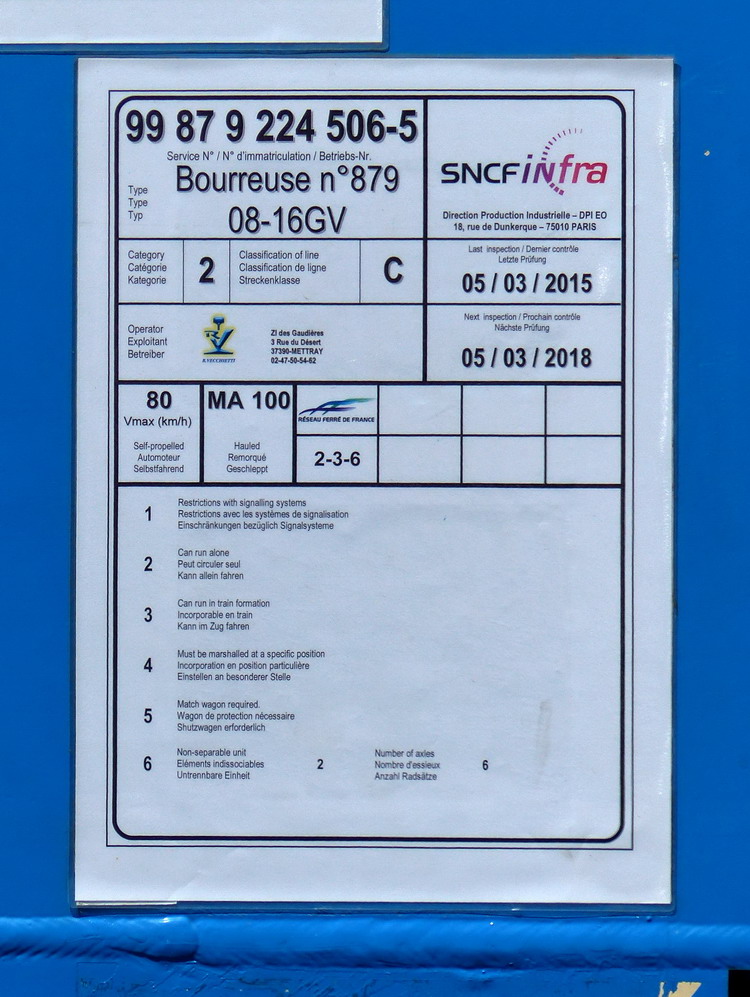 99 87 9 224 506-5
Service N° / N° d'immatriculation / Betriebs-Nr.
Type
Type
Typ
Bourreuse n°879
08-16GV
SNCF infra
Direction Production Industrielle – DPI EO
18, rue de Dunkerque – 75010 PARIS
Category
Catégorie
Kategorie
2
Classification of line
Classification de ligne
Streckenklasse
C
Last inspection / Dernier contrôle
Letzte Prüfung
05 / 03 / 2015
Operator
Exploitant
Betreiber
R.VECCHIETTI
ZI des Gaudières
3 Rue du Désert
37390-METTRAY
02-47-50-54-62
Next inspection / Prochain contrôle
Nächste Prüfung
05 / 03 / 2018
80
Vmax (km/h)
Self-propelled
Automoteur
Selbstfahrend
MA 100
Hauled
Remorqué
Geschleppt
RÉSEAU FERRÉ DE FRANCE
2-3-6
1
Restrictions with signalling systems
Restrictions avec les systèmes de signalisation
Einschränkungen bezüglich Signalsysteme
2
Can run alone
Peut circuler seul
Kann allein fahren
3
Can run in train formation
Incorporable en train
Kann im Zug fahren
4
Must be marshalled at a specific position
Incorporation en position particulière
Einstellen an besonderer Stelle
5
Match wagon required.
Wagon de protection nécessaire
Shutzwagen erforderlich
6
Non-separable unit
Eléments indissociables
Untrennbare Einheit
2
Number of axles
Nombre d'essieux
Anzahl Radsätze
6